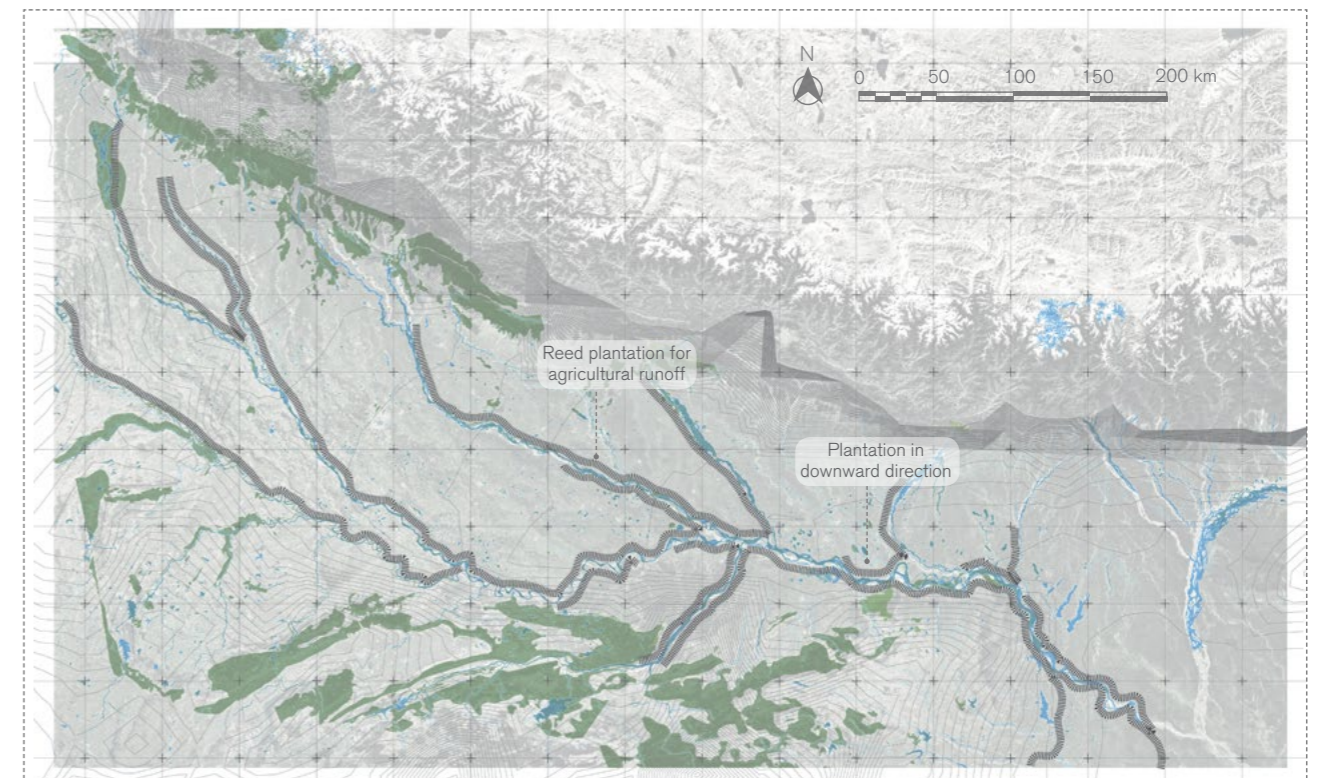 N
0 50 100 150 200 km
Reed plantation for
agricultural runoff
Plantation in
downward direction